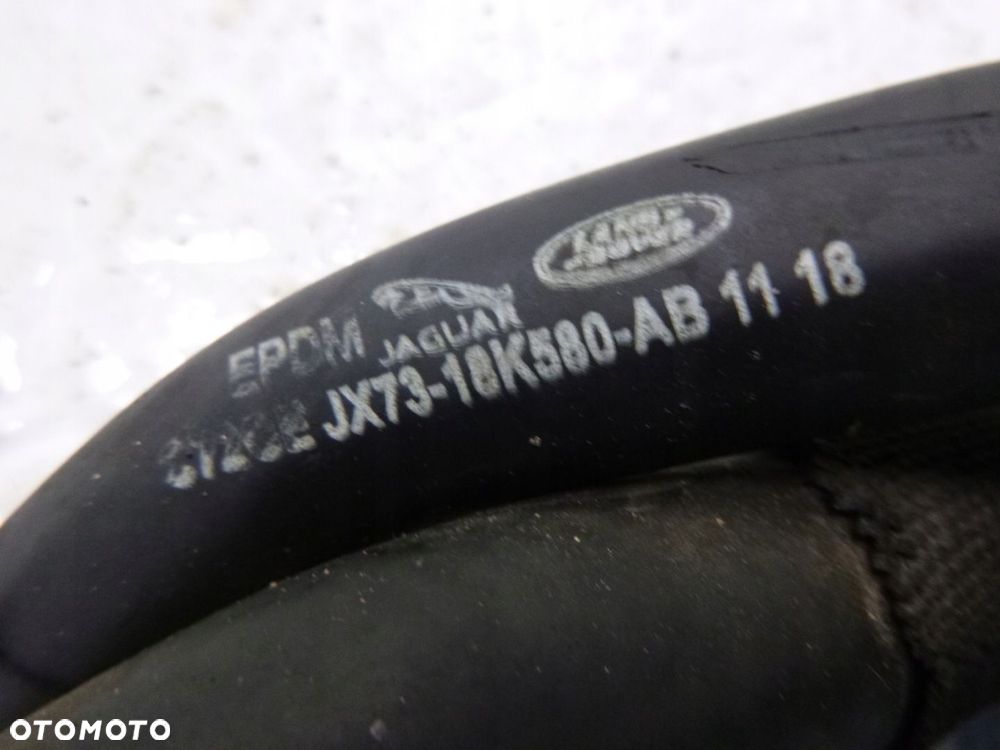 LAND
ROVER
EPDM JAGUAR
JX73-18K580-AB 11 18
OTOMOTO